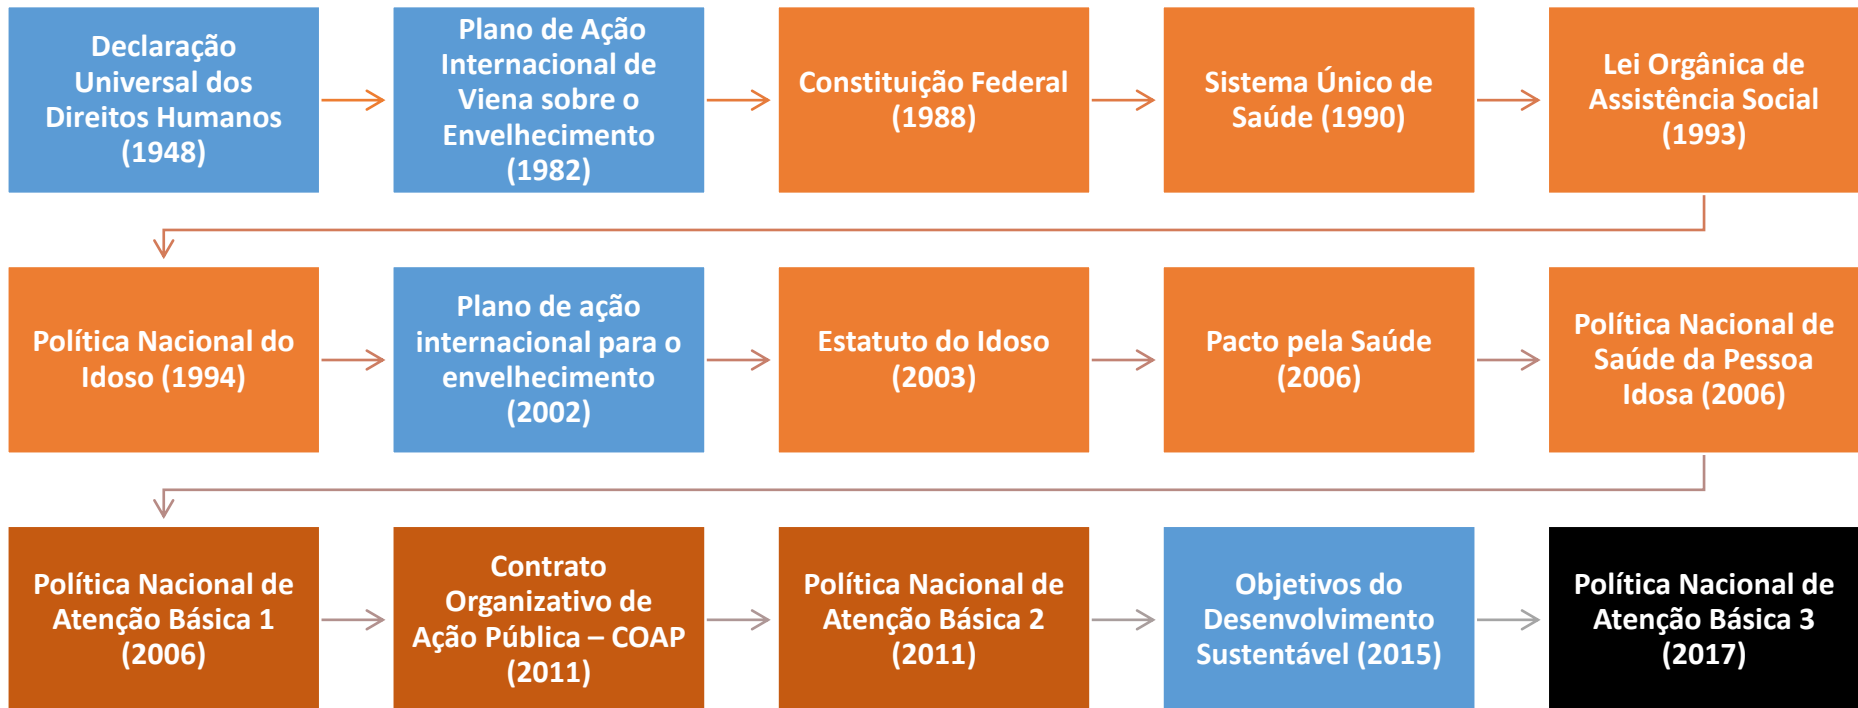 Declaração
Universal dos
Direitos Humanos
(1948)
Plano de Ação
Internacional de
Viena sobre o
Envelhecimento
(1982)
Constituição Federal
(1988)
Sistema Único de
Saúde (1990)
Lei Orgânica de
Assistência Social
(1993)
Política Nacional do
Idoso (1994)
Plano de ação
internacional para o
envelhecimento
(2002)
Estatuto do Idoso
(2003)
Pacto pela Saúde
(2006)
Política Nacional de
Saúde da Pessoa
Idosa (2006)
Política Nacional de
Atenção Básica 1
(2006)
Contrato
Organizativo de
Ação Pública – COAP
(2011)
Política Nacional de
Atenção Básica 2
(2011)
Objetivos do
Desenvolvimento
Sustentável (2015)
Política Nacional de
Atenção Básica 3
(2017)